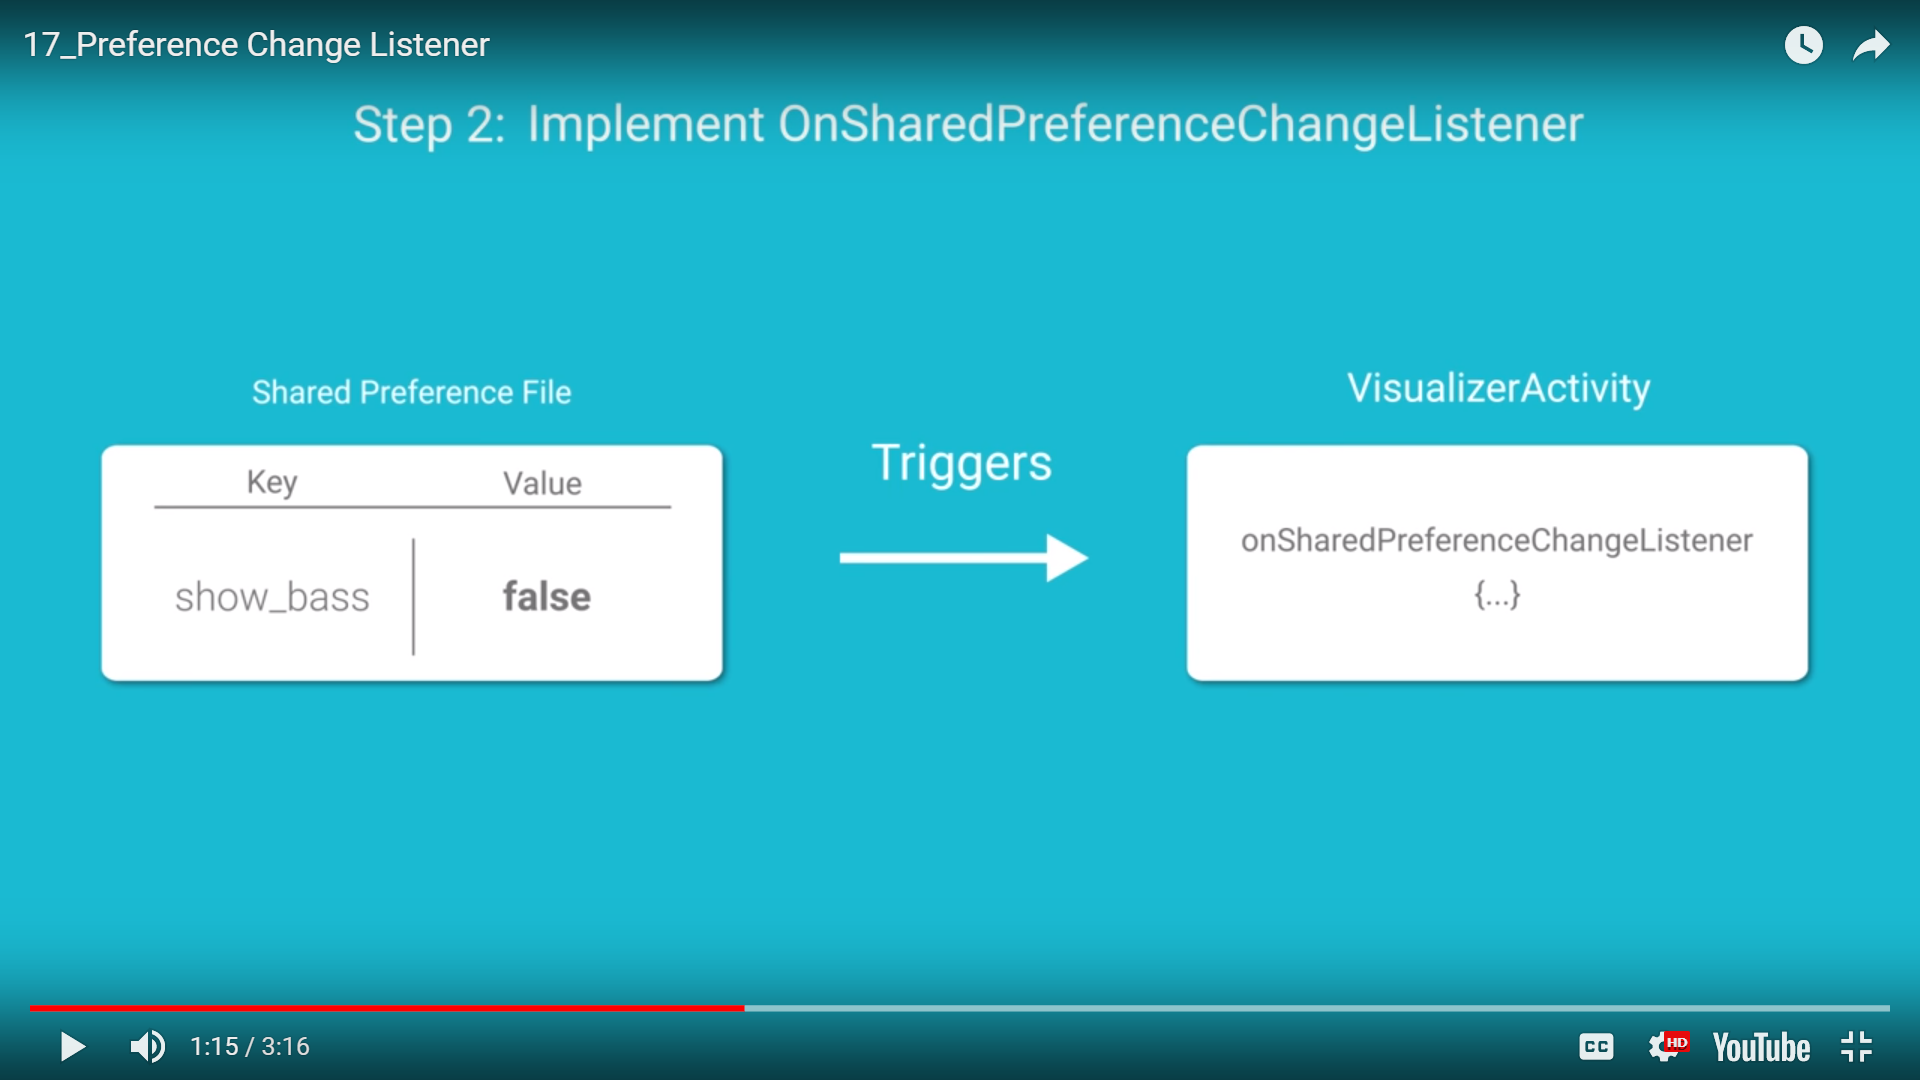 17_Preference Change Listener
Step 2: Implement OnSharedPreferenceChangeListener
Shared Preference File
Key Value
show_bass false
Triggers
VisualizerActivity
onSharedPreferenceChangeListener
{...}
1:15 / 3:16
CC
HD
YouTube